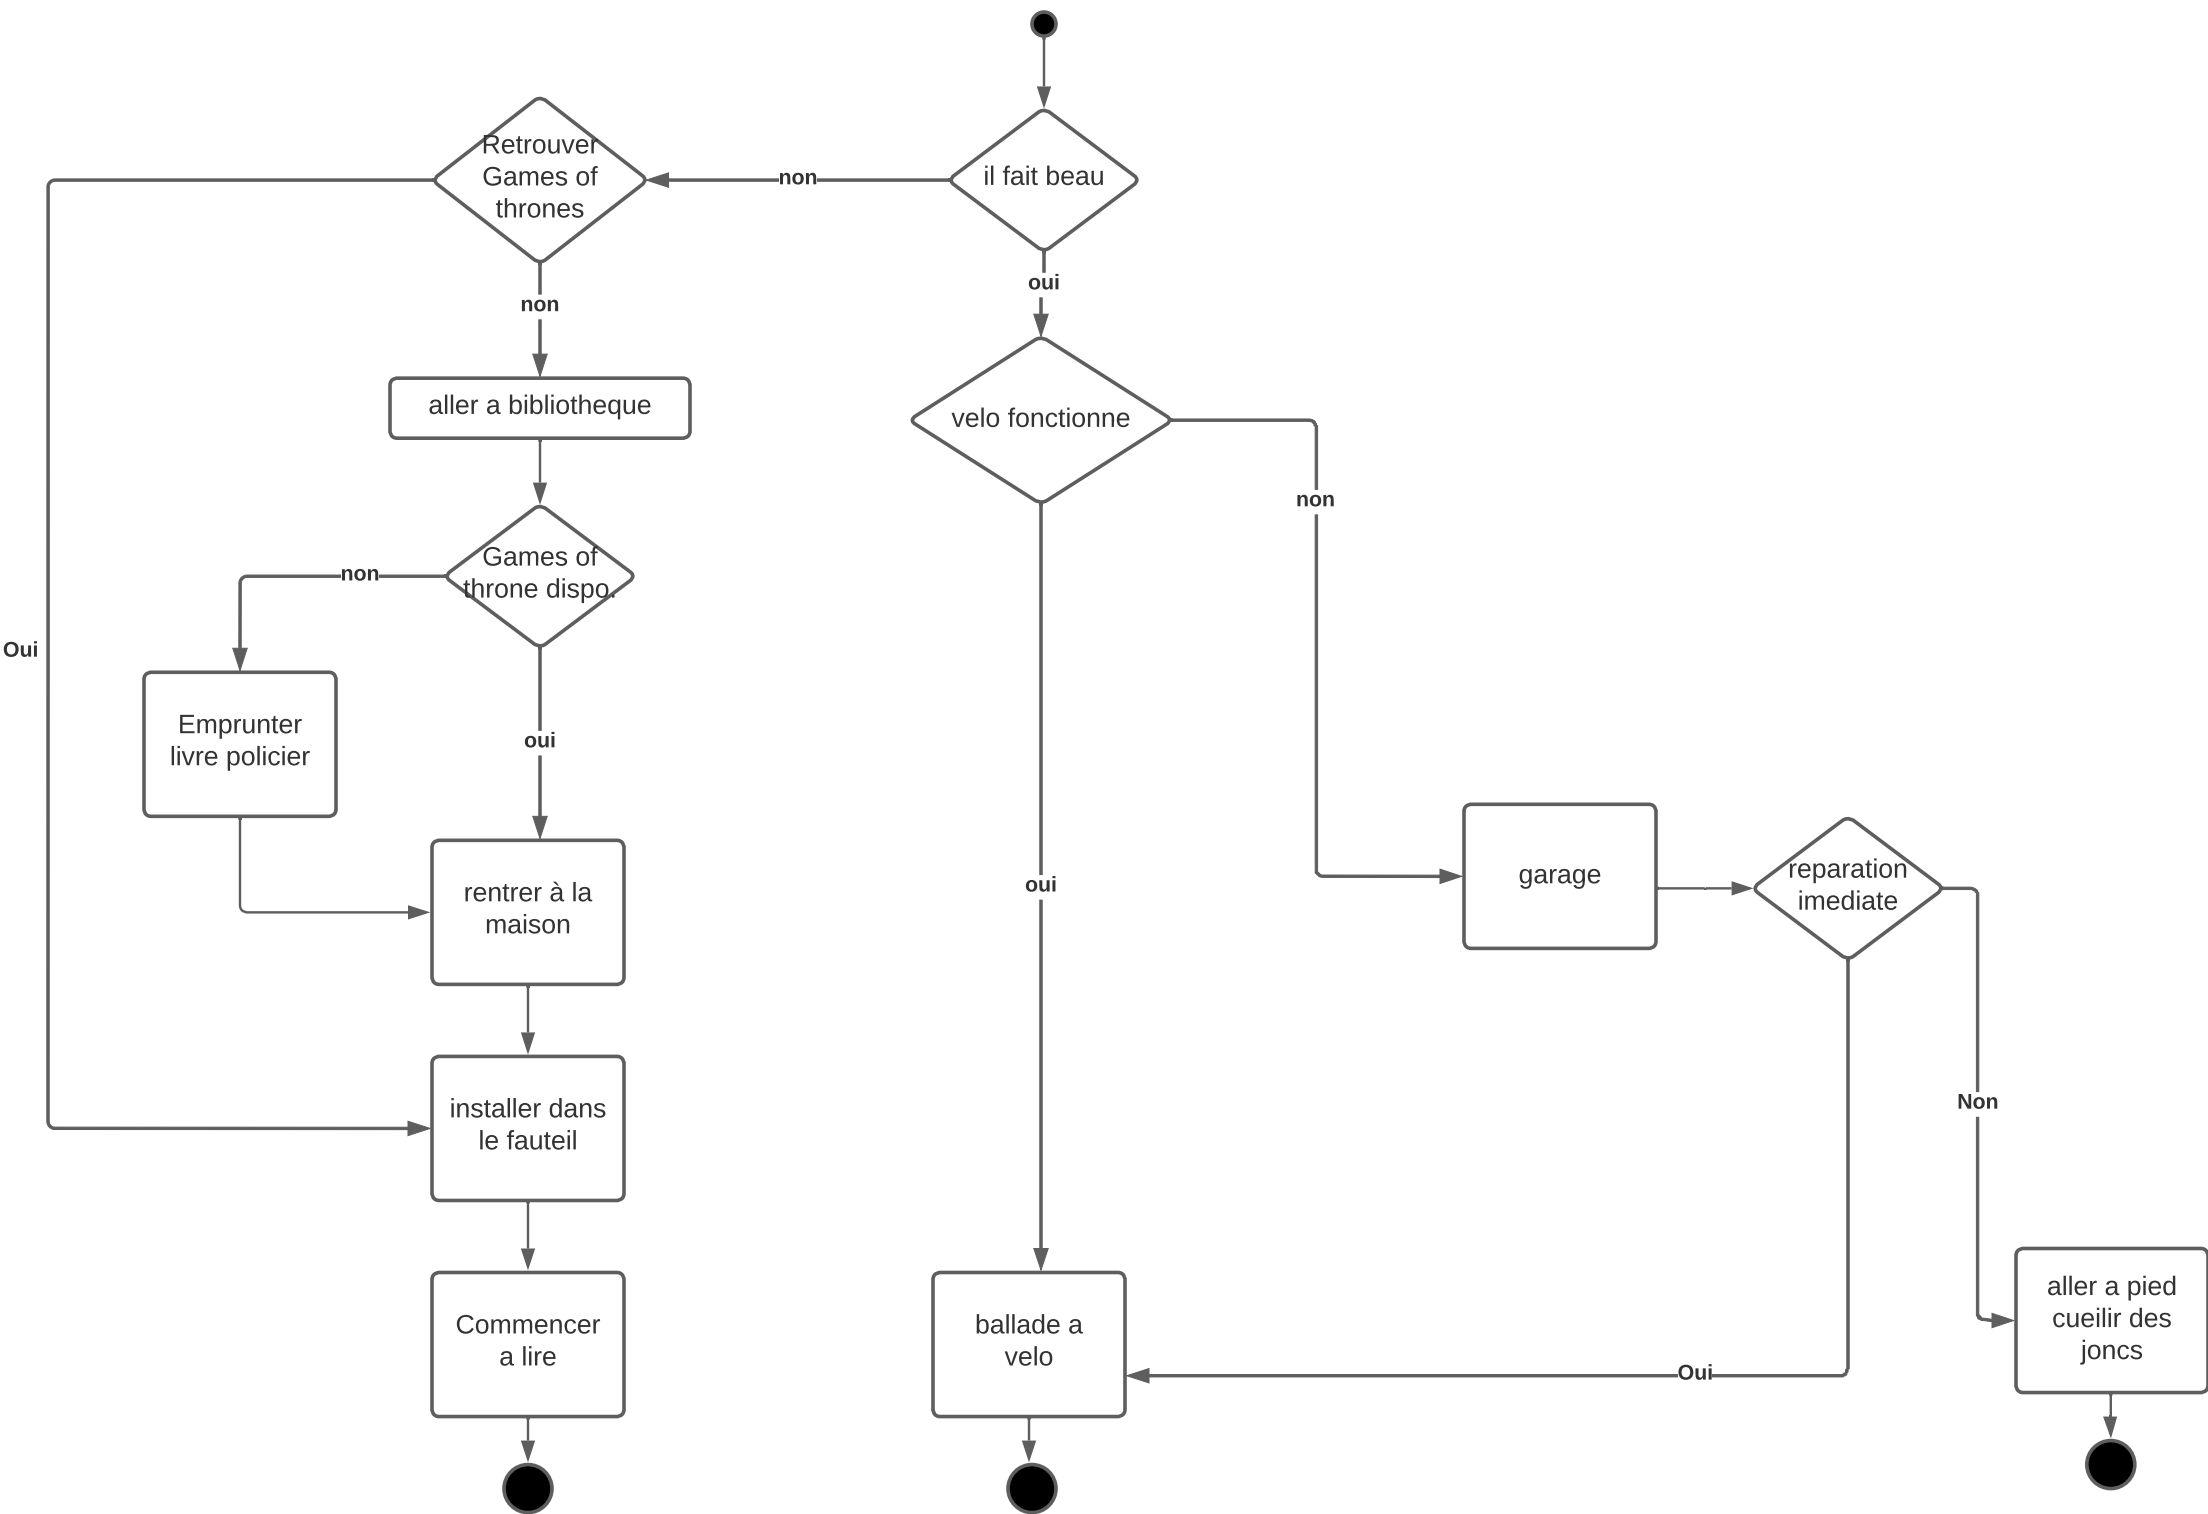 Retrouver
Games of
thrones
non
il fait beau
oui
non
aller a bibliotheque
velo fonctionne
non
Games of
throne dispo.
non
Oui
Emprunter
livre policier
oui
rentrer à la
maison
oui
garage
reparation
imediate
installer dans
le fauteil
Non
Commencer
a lire
ballade a
velo
Oui
aller a pied
cueilir des
joncs